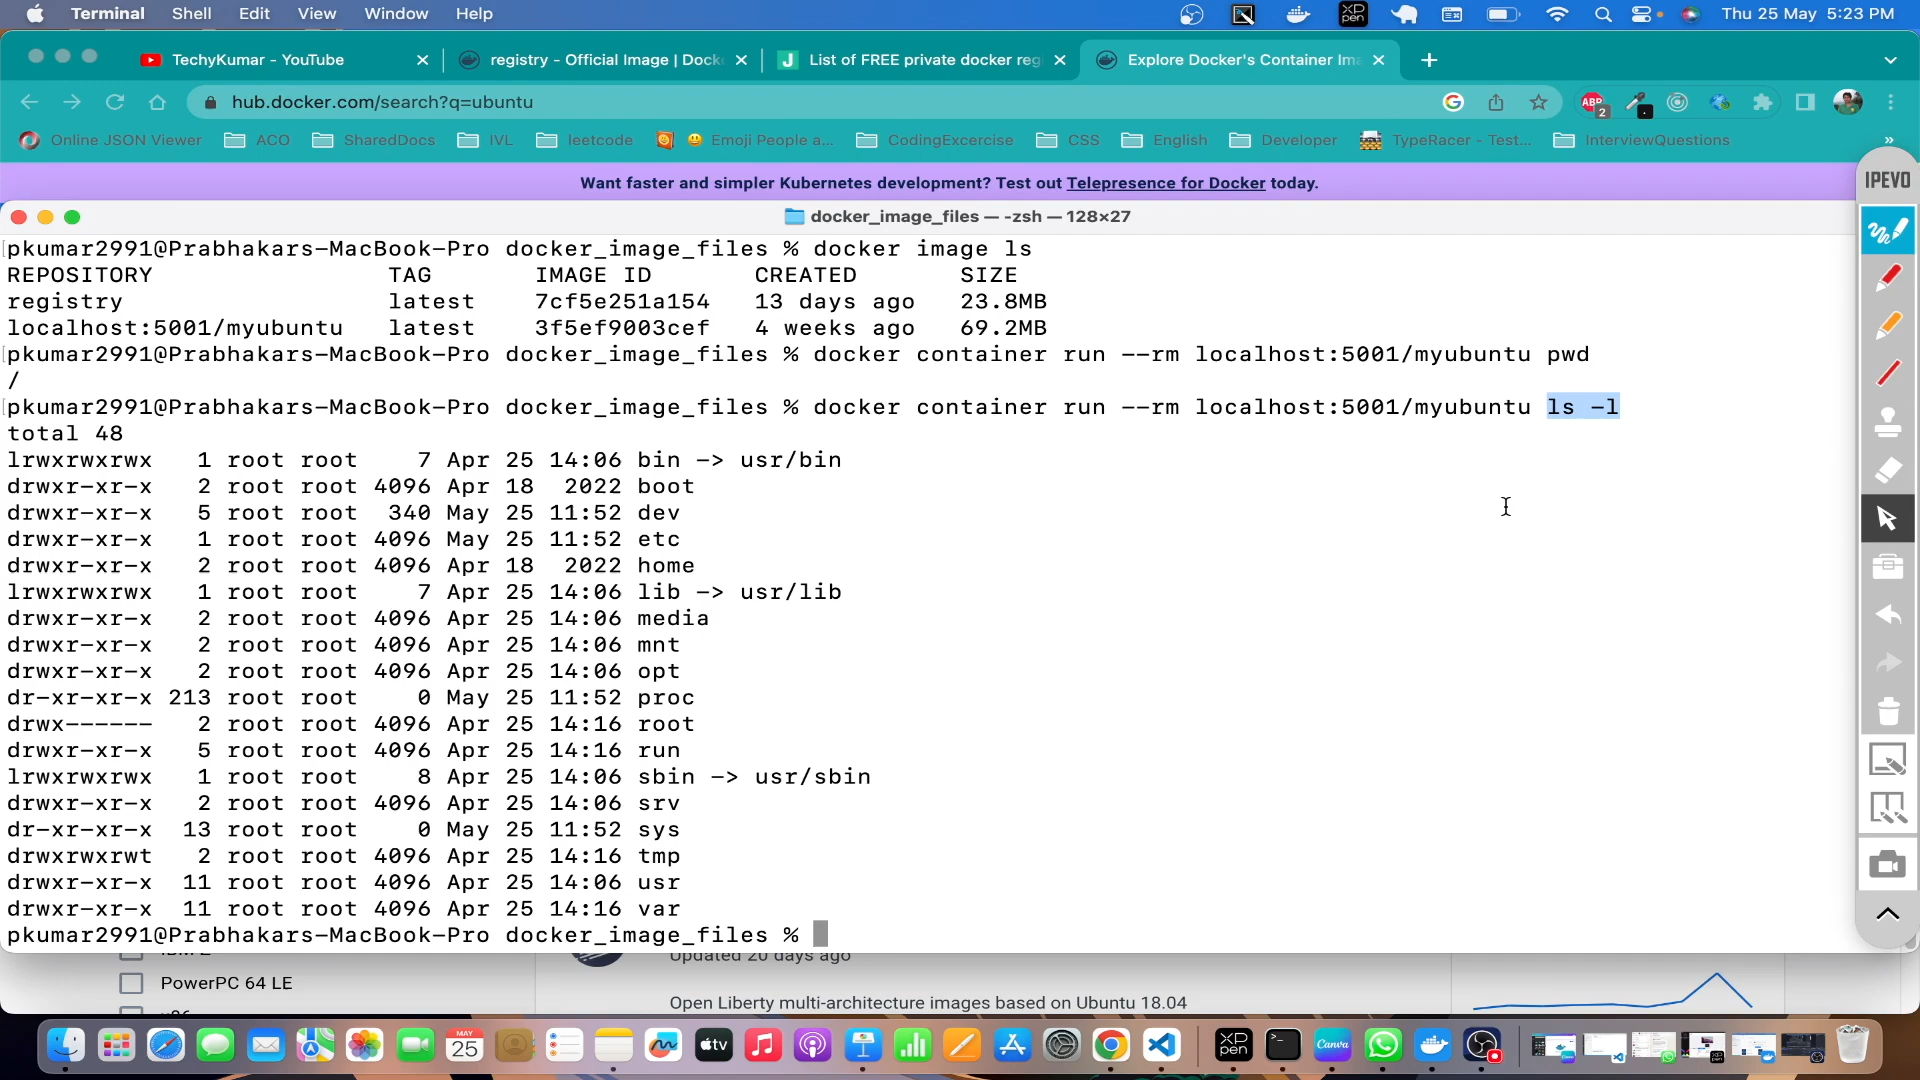 Terminal Shell Edit View Window Help Thu 25 May 5:23 PM
TechyKumar - YouTube registry - Official Image | Dock List of FREE private docker reg Explore Docker's Container Ima
hub.docker.com/search?q=ubuntu
Online JSON Viewer ACO SharedDocs IVL leetcode Emoji People a... CodingExcercise CSS English Developer TypeRacer - Test... InterviewQuestions »
Want faster and simpler Kubernetes development? Test out Telepresence for Docker today.
IPEVO
docker_image_files — -zsh — 128×27
pkumar2991@Prabhakars-MacBook-Pro docker_image_files % docker image ls
REPOSITORY TAG IMAGE ID CREATED SIZE
registry latest 7cf5e251a154 13 days ago 23.8MB
localhost:5001/myubuntu latest 3f5ef9003cef 4 weeks ago 69.2MB
pkumar2991@Prabhakars-MacBook-Pro docker_image_files % docker container run --rm localhost:5001/myubuntu pwd
/
pkumar2991@Prabhakars-MacBook-Pro docker_image_files % docker container run --rm localhost:5001/myubuntu ls -l
total 48
lrwxrwxrwx 1 root root 7 Apr 25 14:06 bin -> usr/bin
drwxr-xr-x 2 root root 4096 Apr 18 2022 boot
drwxr-xr-x 5 root root 340 May 25 11:52 dev
drwxr-xr-x 1 root root 4096 May 25 11:52 etc
drwxr-xr-x 2 root root 4096 Apr 18 2022 home
lrwxrwxrwx 1 root root 7 Apr 25 14:06 lib -> usr/lib
drwxr-xr-x 2 root root 4096 Apr 25 14:06 media
drwxr-xr-x 2 root root 4096 Apr 25 14:06 mnt
drwxr-xr-x 2 root root 4096 Apr 25 14:06 opt
dr-xr-xr-x 213 root root 0 May 25 11:52 proc
drwx------ 2 root root 4096 Apr 25 14:16 root
drwxr-xr-x 5 root root 4096 Apr 25 14:16 run
lrwxrwxrwx 1 root root 8 Apr 25 14:06 sbin -> usr/sbin
drwxr-xr-x 2 root root 4096 Apr 25 14:06 srv
dr-xr-xr-x 13 root root 0 May 25 11:52 sys
drwxrwxrwt 2 root root 4096 Apr 25 14:16 tmp
drwxr-xr-x 11 root root 4096 Apr 25 14:06 usr
drwxr-xr-x 11 root root 4096 Apr 25 14:16 var
pkumar2991@Prabhakars-MacBook-Pro docker_image_files %
Updated 20 days ago
PowerPC 64 LE
Open Liberty multi-architecture images based on Ubuntu 18.04
MAY
25
tv
XP
pen
Canva